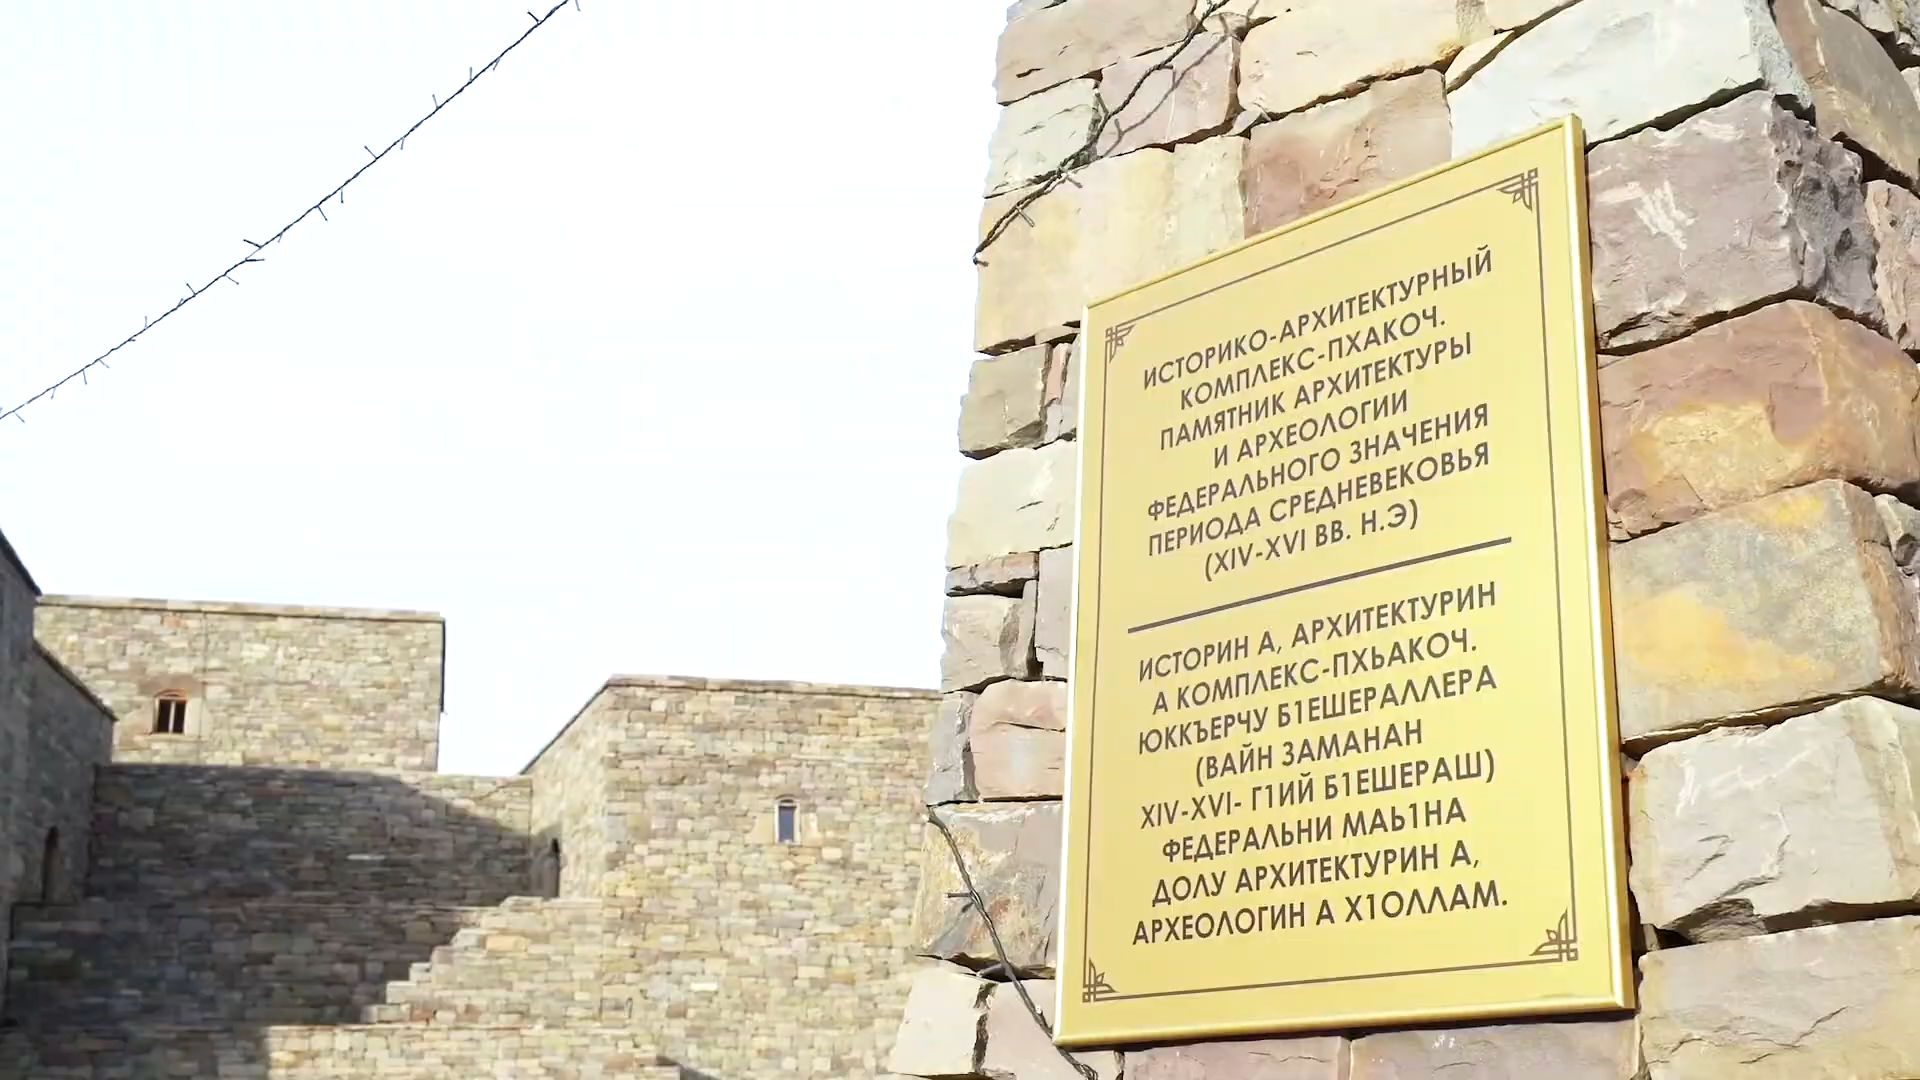 ИСТОРИКО-АРХИТЕКТУРНЫЙ
КОМПЛЕКС-ПХАКОЧ.
ПАМЯТНИК АРХИТЕКТУРЫ
И АРХЕОЛОГИИ
ФЕДЕРАЛЬНОГО ЗНАЧЕНИЯ
ПЕРИОДА СРЕДНЕВЕКОВЬЯ
(XIV-XVI ВВ. Н.Э)
ИСТОРИН А, АРХИТЕКТУРИН
А КОМПЛЕКС-ПХЬАКОЧ.
ЮККЪЕРЧУ Б1ЕШЕРАЛЛЕРА
(ВАЙН ЗАМАНАН
XIV-XVI- Г1ИЙ Б1ЕШЕРАШ)
ФЕДЕРАЛЬНИ МАЬ1НА
ДОЛУ АРХИТЕКТУРИН А,
АРХЕОЛОГИН А Х1ОЛЛАМ.